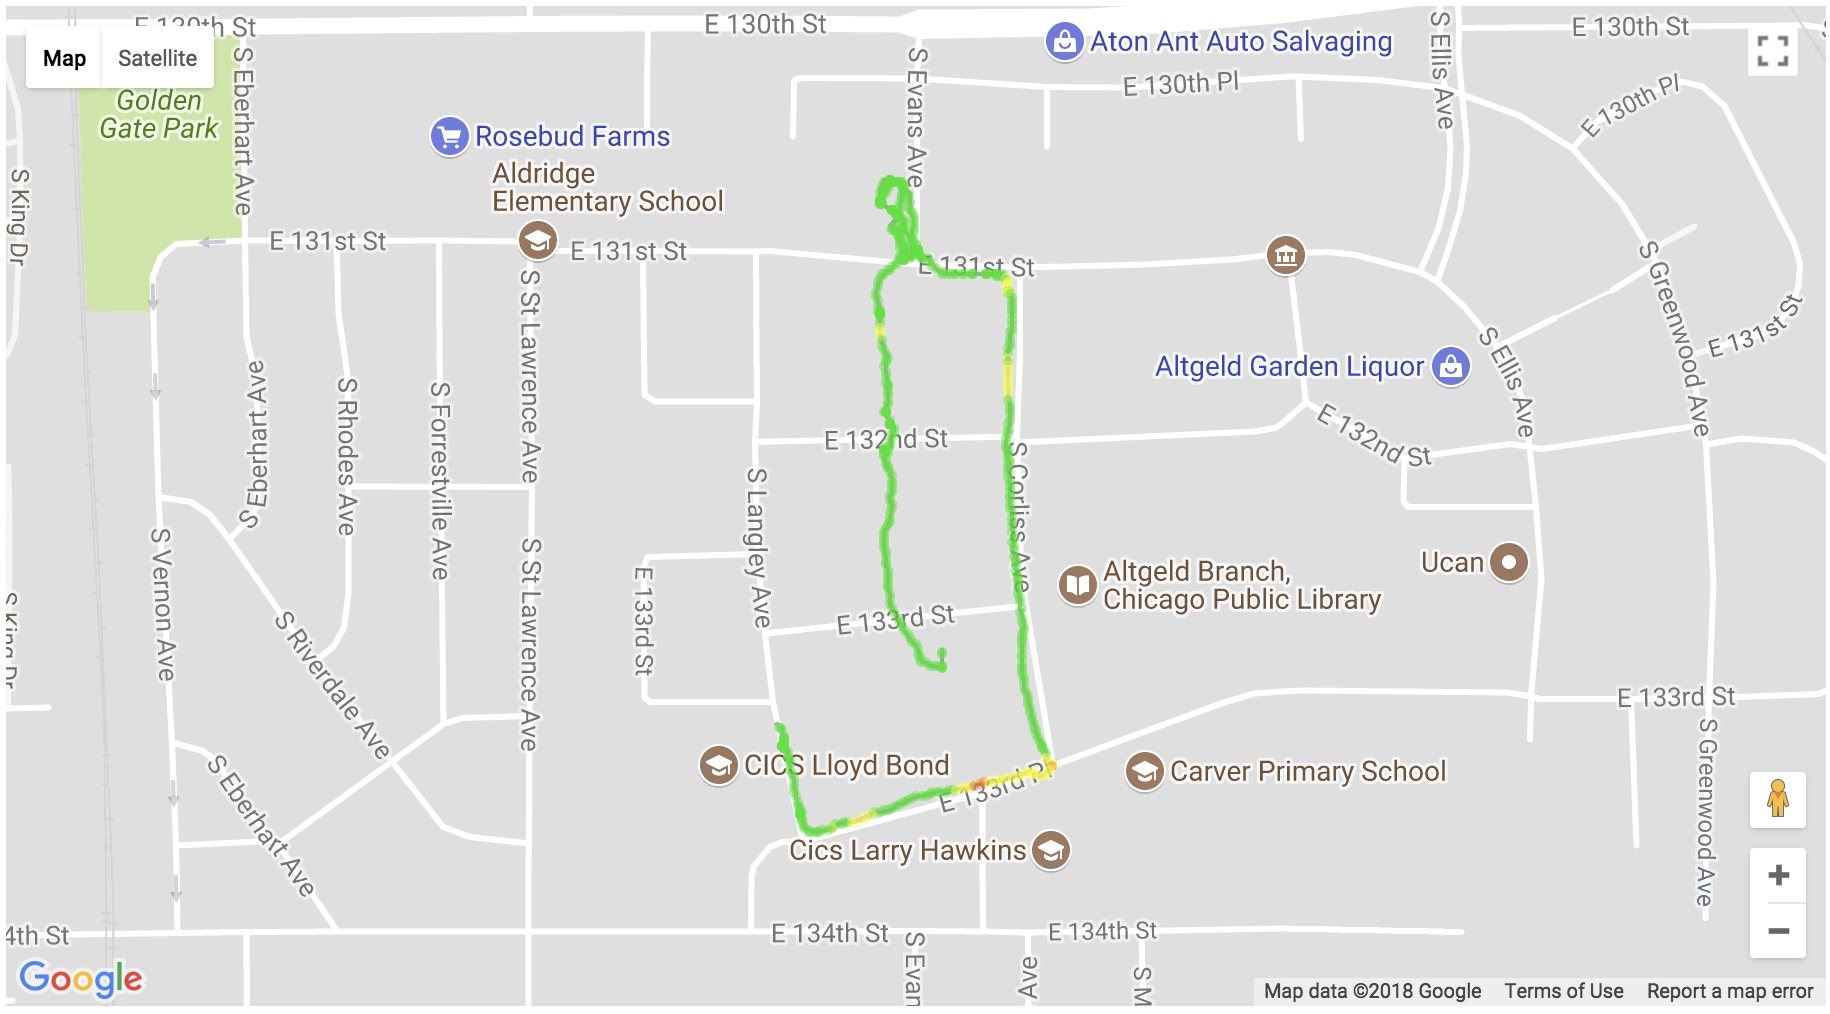 E 130th St
E 130th St
E 130th St
Aton Ant Auto Salvaging
Map
Satellite
Golden
Gate Park
S Eberhart Ave
S Evans Ave
S Ellis Ave
E 130th Pl
E 130th Pl
Rosebud Farms
Aldridge
Elementary School
S King Dr
E 131st St
E 131st St
E 131st St
S Greenwood Ave
E 131st St
S St Lawrence Ave
S Ellis Ave
Altgeld Garden Liquor
S Eberhart Ave
S Rhodes Ave
S Forrestville Ave
E 132nd St
E 132nd St
S Corliss Ave
S Langley Ave
S Vernon Ave
S St Lawrence Ave
E 133rd St
Altgeld Branch,
Chicago Public Library
Ucan
S King Dr
S Riverdale Ave
E 133rd St
E 133rd St
S Greenwood Ave
S Eberhart Ave
CICS Lloyd Bond
E 133rd Pl
Carver Primary School
Cics Larry Hawkins
4th St
E 134th St
E 134th St
S Evan
Ave
S M
Google
Map data ©2018 Google
Terms of Use
Report a map error